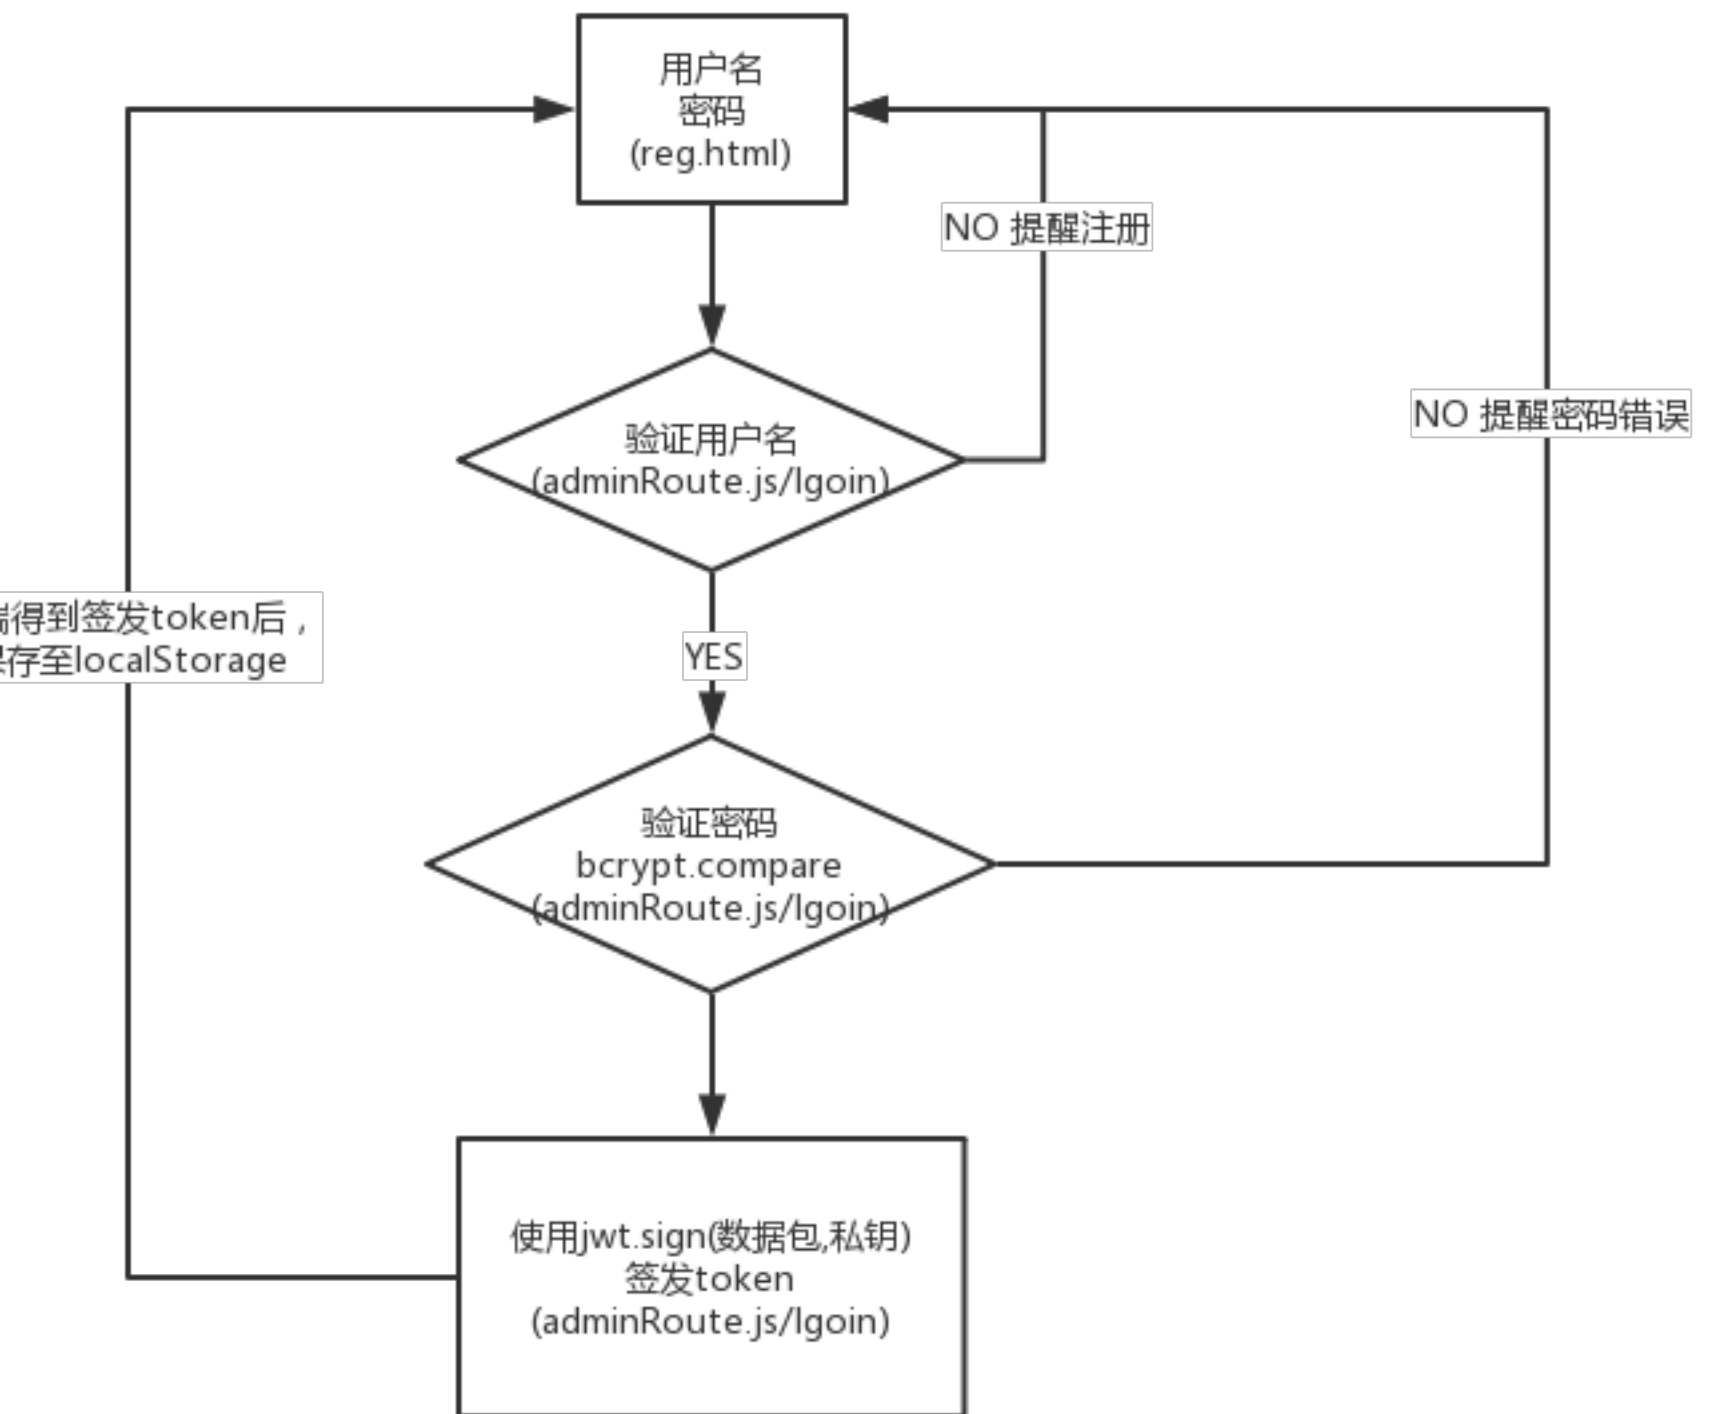 用户名
密码
(reg.html)
NO 提醒注册
NO 提醒密码错误
验证用户名
(adminRoute.js/lgoin)
得到签发token后，
存至localStorage
YES
验证密码
bcrypt.compare
(adminRoute.js/lgoin)
使用jwt.sign(数据包,私钥)
签发token
(adminRoute.js/lgoin)